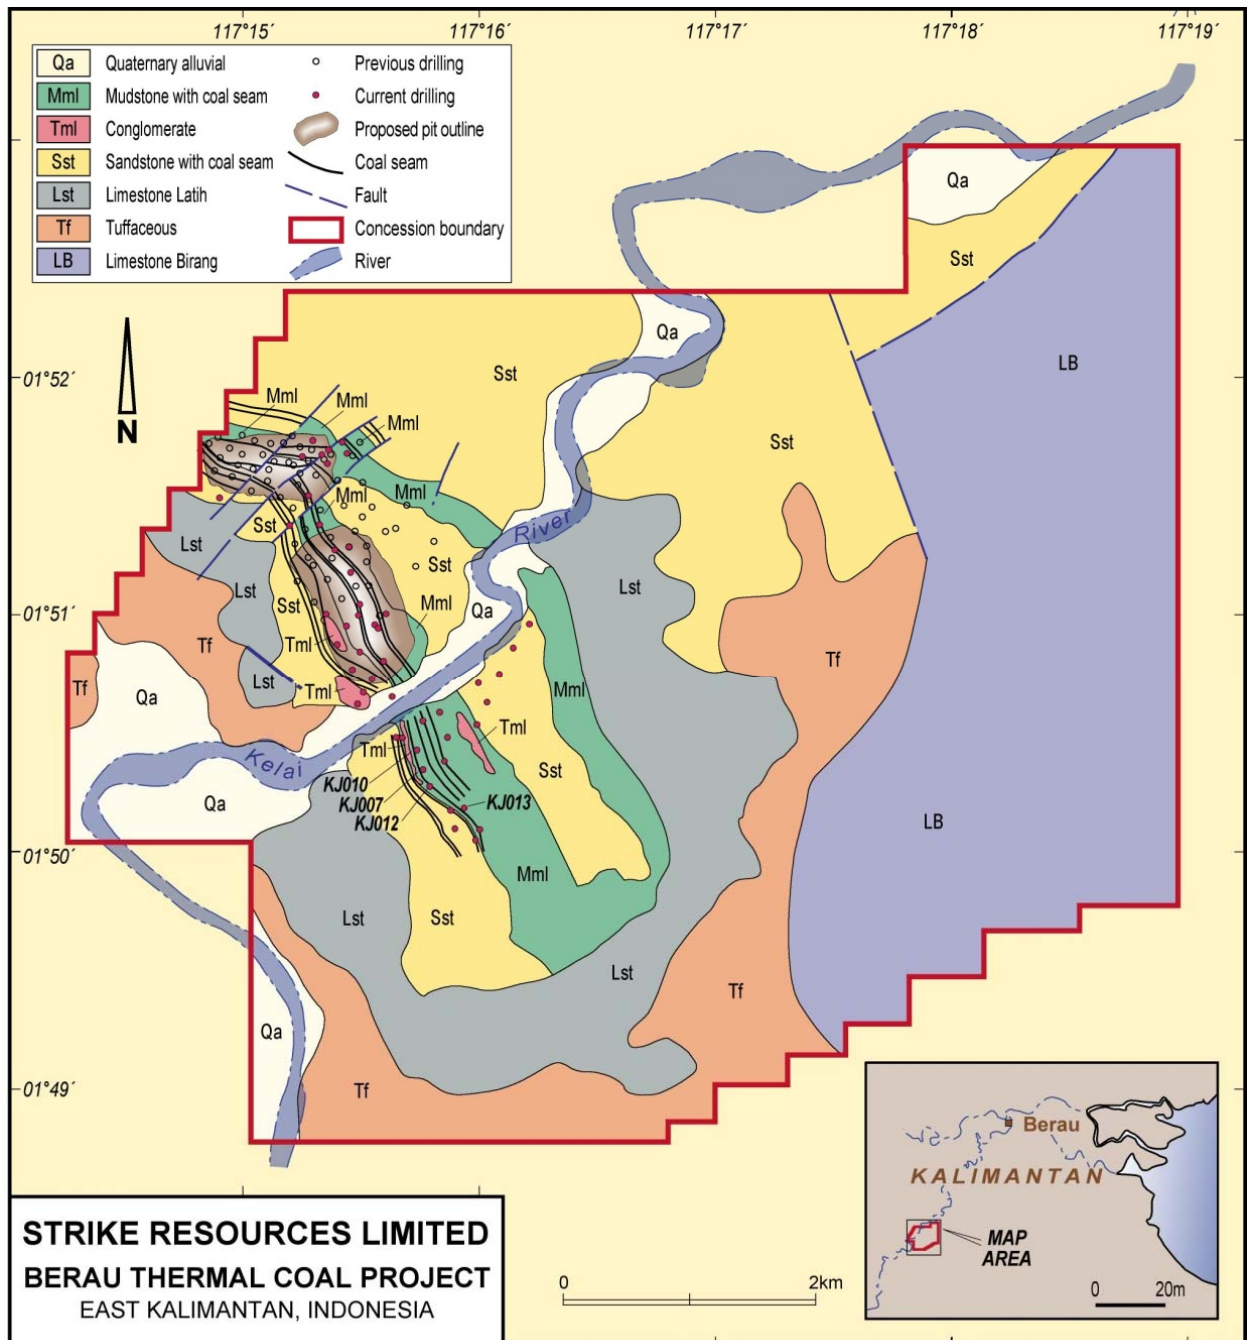 117°15´ 117°16´ 117°17´ 117°18´ 117°19´
Qa Quaternary alluvial Previous drilling
Mml Mudstone with coal seam Current drilling
Tml Conglomerate Proposed pit outline
Sst Sandstone with coal seam Coal seam
Lst Limestone Latih Fault
Tf Tuffaceous Concession boundary
LB Limestone Birang River
Qa
Sst
Qa
LB
01°52´
N
Sst
Mml
Mml
Mml
Sst
Mml
Mml
Sst
River
Lst
Sst
Lst
Lst
Sst
Mml
Qa
01°51´
Tml
Tf
Tf
Lst
Tf
Qa
Tml
Mml
Tml
Kelai
Tml
Sst
KJ010
KJ007
KJ012
KJ013
Qa
LB
01°50´
Mml
Lst
Sst
Lst
Tf
Qa
Tf
01°49´
Berau
KALIMANTAN
MAP
AREA
0 20m
STRIKE RESOURCES LIMITED
BERAU THERMAL COAL PROJECT
EAST KALIMANTAN, INDONESIA
0 2km